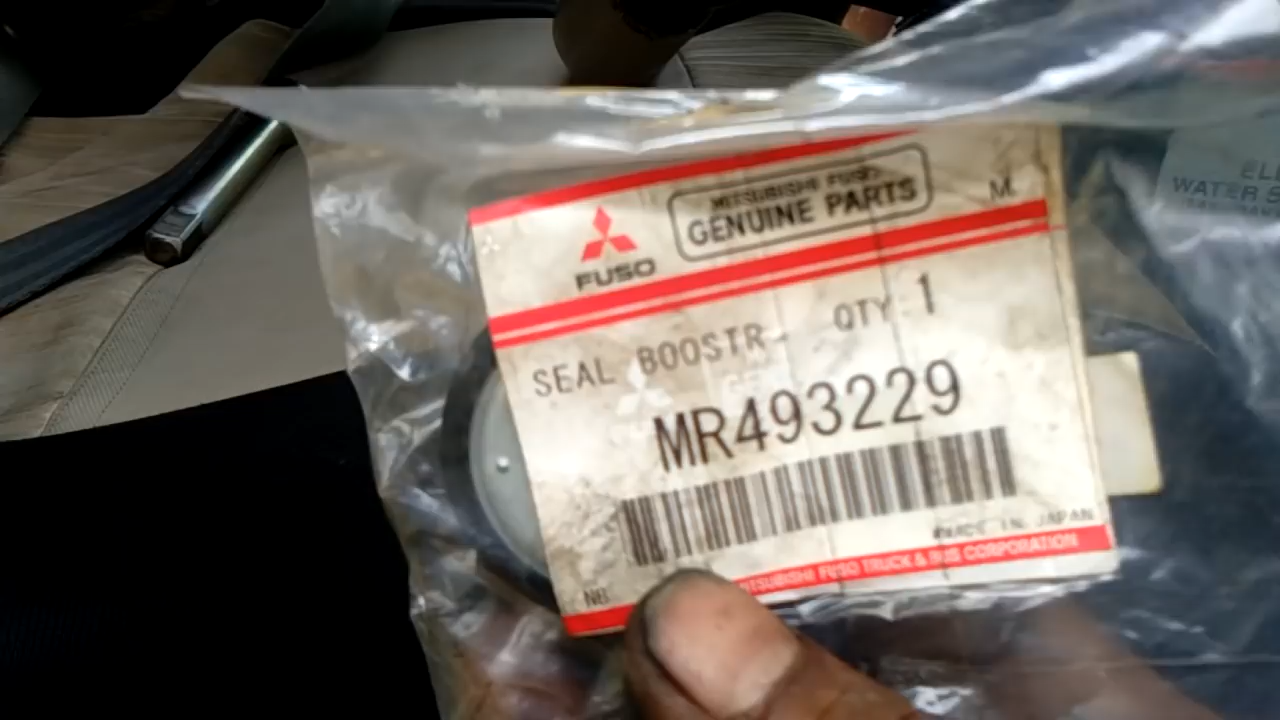 MITSUBISHI FUSO
GENUINE PARTS
M.
FUSO
SEAL BOOSTR- QTY 1
MR493229
MADE IN JAPAN
NB
MITSUBISHI FUSO TRUCK & BUS CORPORATION
WATER